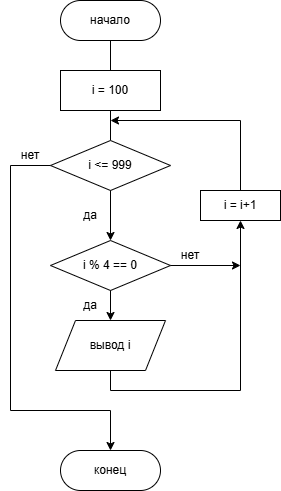 начало
i = 100
i <= 999
нет
да
i = i+1
i % 4 == 0
нет
да
вывод i
конец